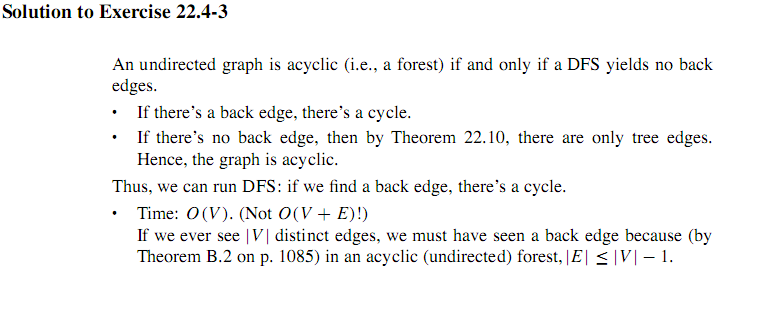 Solution to Exercise 22.4-3
An undirected graph is acyclic (i.e., a forest) if and only if a DFS yields no back
edges.
• If there's a back edge, there's a cycle.
• If there's no back edge, then by Theorem 22.10, there are only tree edges.
Hence, the graph is acyclic.
Thus, we can run DFS: if we find a back edge, there's a cycle.
• Time: O(V). (Not O(V + E)!)
If we ever see |V| distinct edges, we must have seen a back edge because (by
Theorem B.2 on p. 1085) in an acyclic (undirected) forest, |E| ≤ |V| – 1.